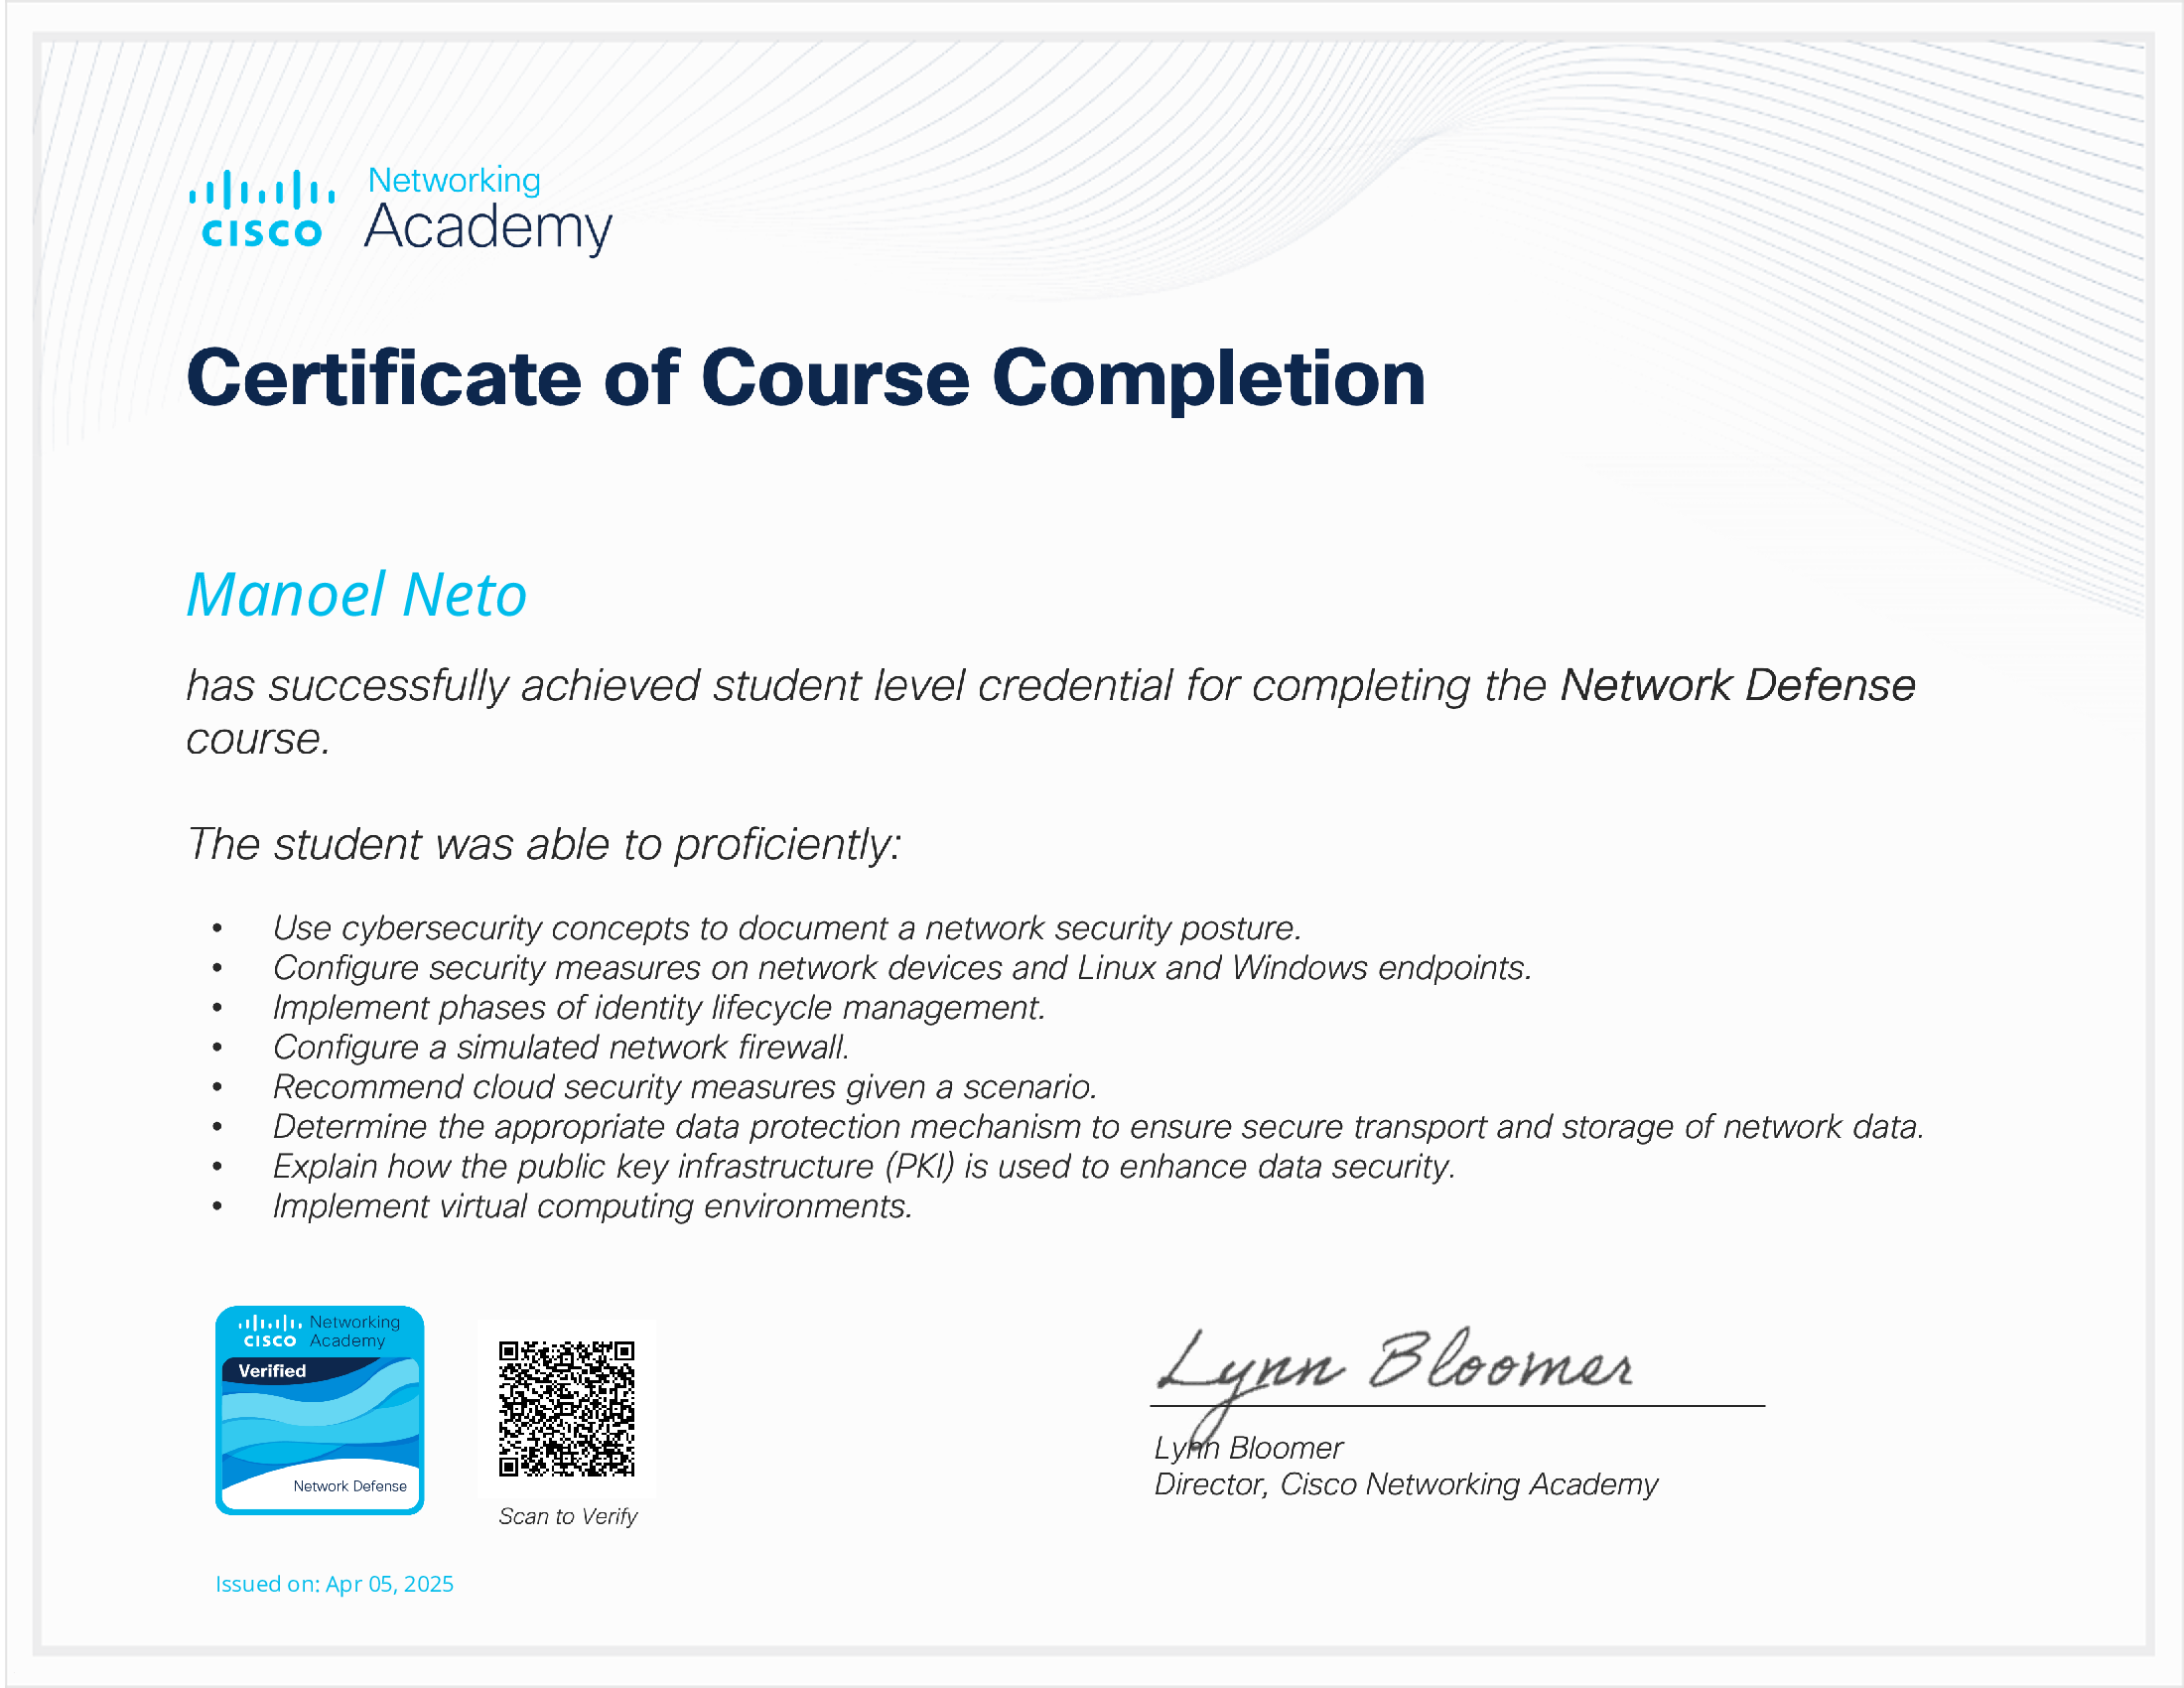 Networking
CISCO Academy
Certificate of Course Completion
Manoel Neto
has successfully achieved student level credential for completing the Network Defense
course.
The student was able to proficiently:
• Use cybersecurity concepts to document a network security posture.
• Configure security measures on network devices and Linux and Windows endpoints.
• Implement phases of identity lifecycle management.
• Configure a simulated network firewall.
• Recommend cloud security measures given a scenario.
• Determine the appropriate data protection mechanism to ensure secure transport and storage of network data.
• Explain how the public key infrastructure (PKI) is used to enhance data security.
• Implement virtual computing environments.
Networking
CISCO Academy
Verified
Network Defense
Scan to Verify
Lynn Bloomer
Lynn Bloomer
Director, Cisco Networking Academy
Issued on: Apr 05, 2025